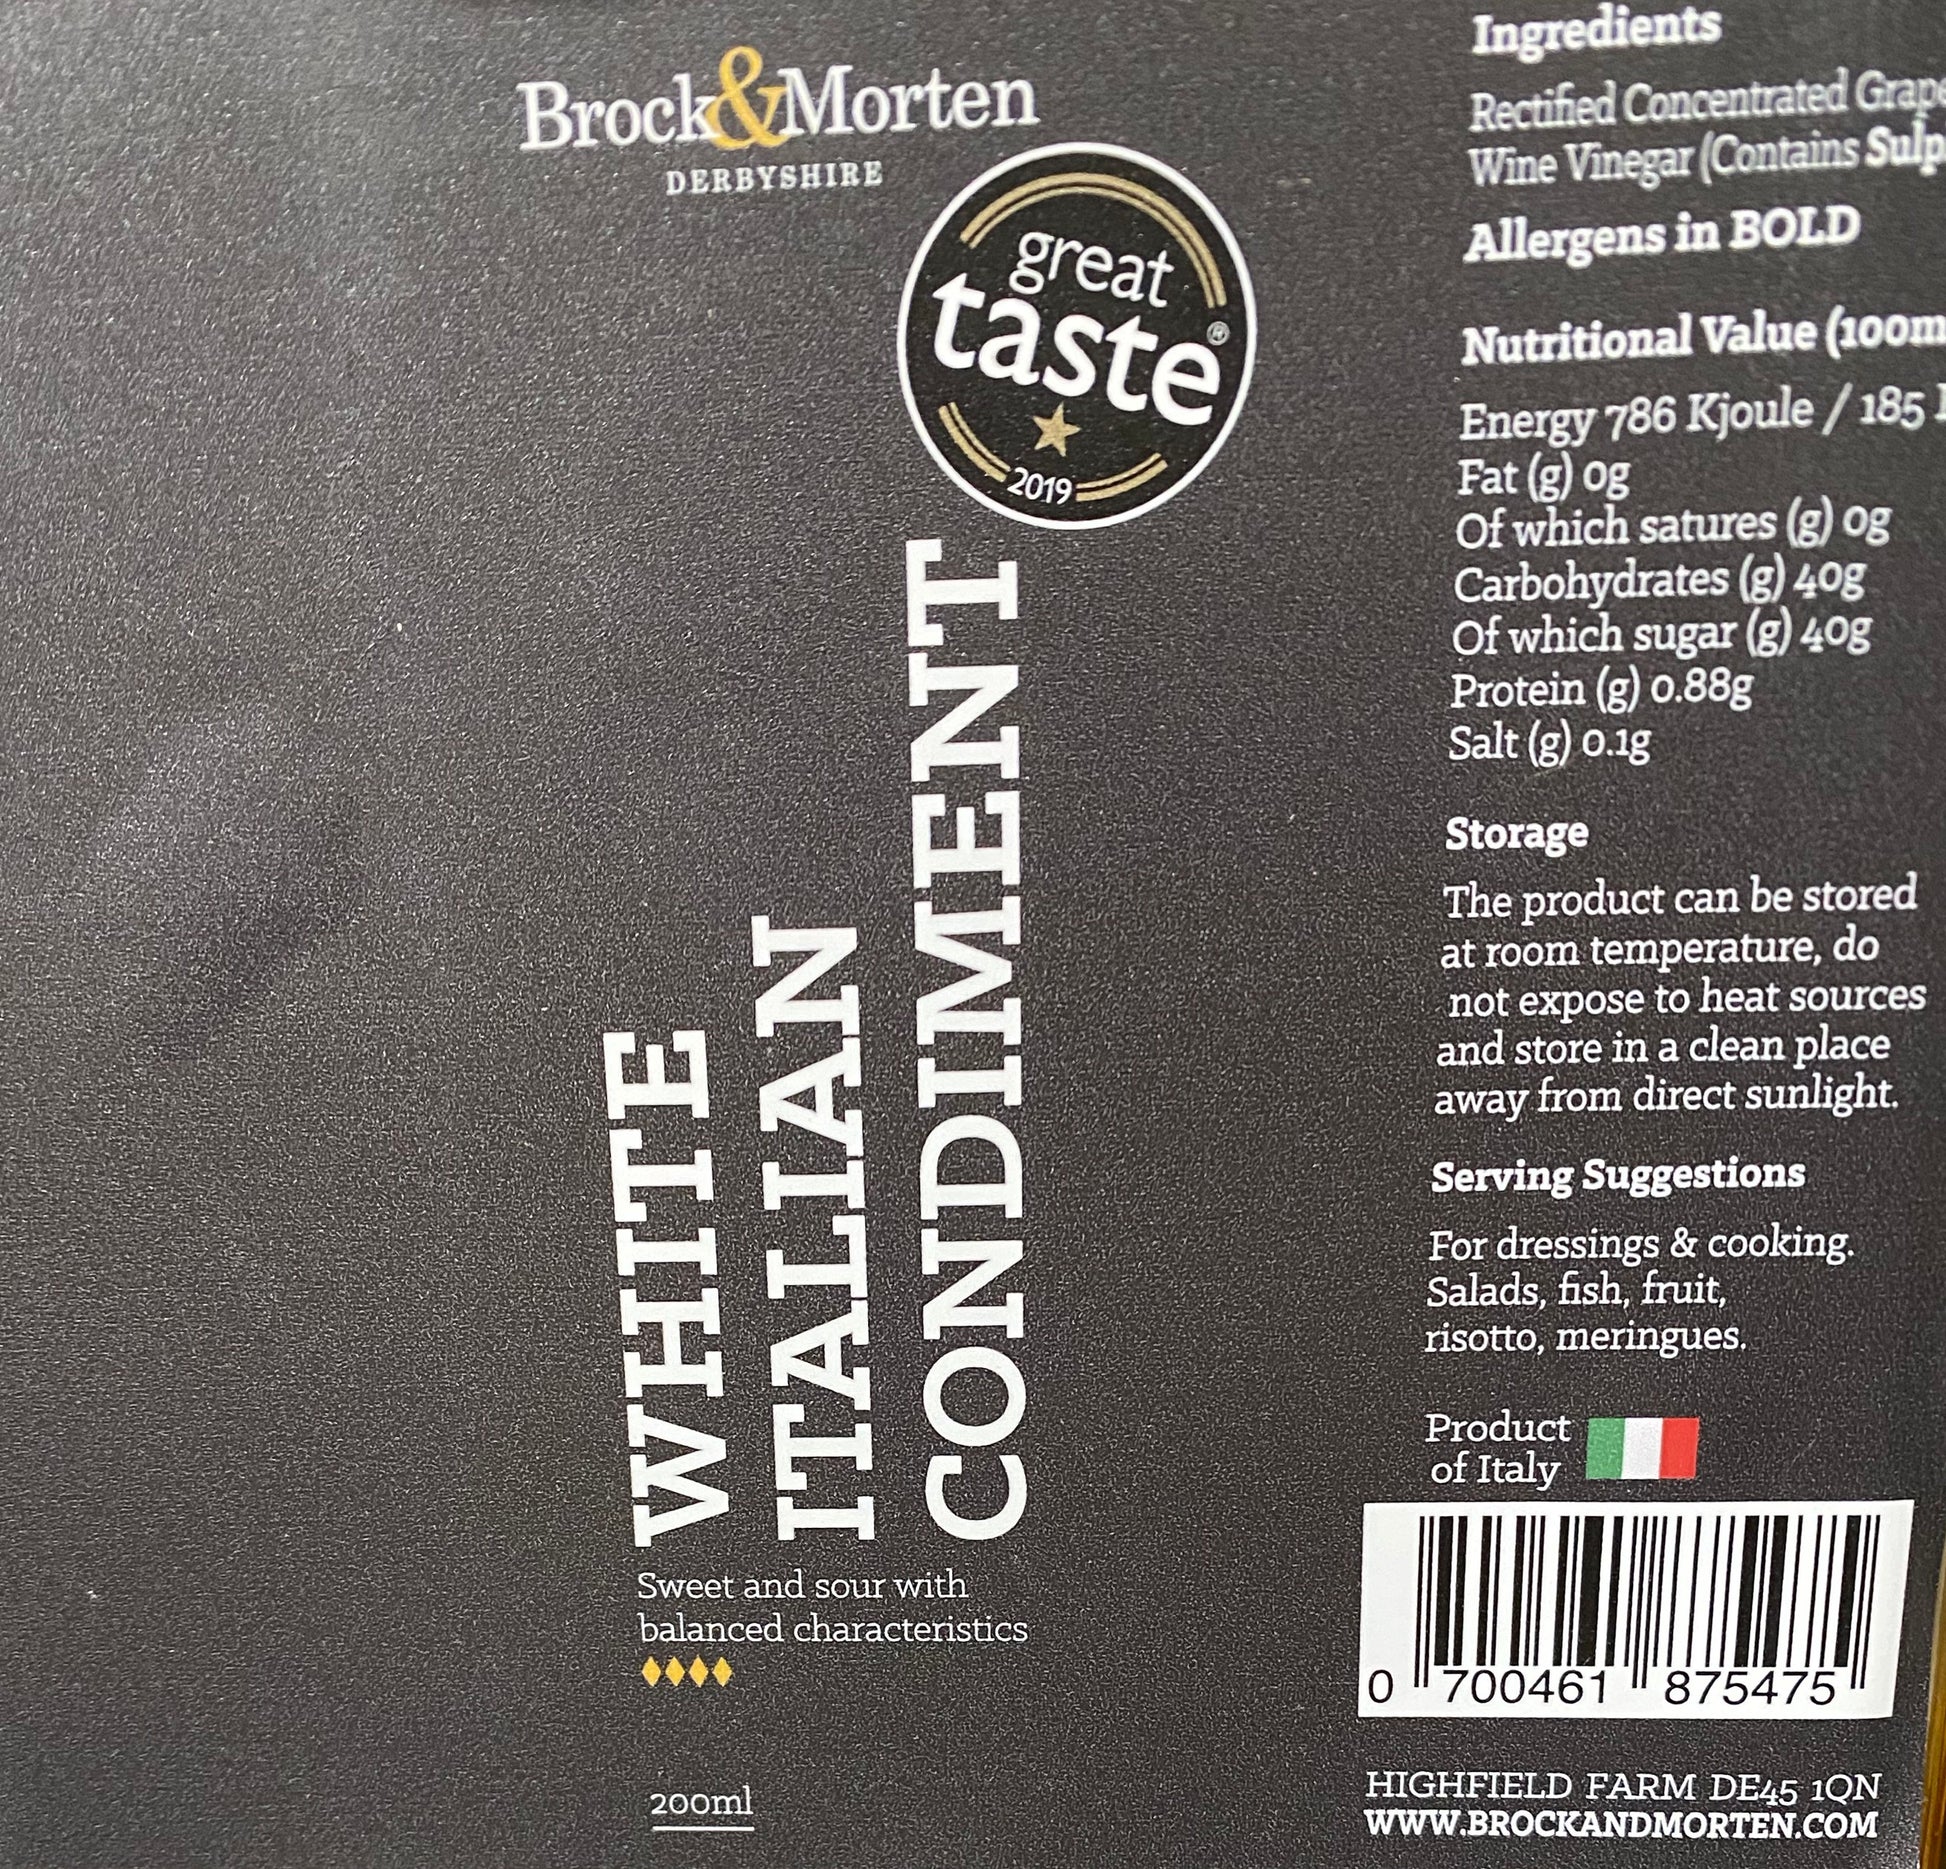 Brock&Morten
DERBYSHIRE
great
taste®
2019
WHITE
ITALIAN
CONDIMENT
Sweet and sour with
balanced characteristics
200ml
Ingredients
Rectified Concentrated
Wine Vinegar (Contains
Allergens in BOLD
Nutritional Value
Energy 786 Kjoule / 185
Fat (g) 0g
Of which satures (g) 0g
Carbohydrates (g) 40g
Of which sugar (g) 40g
Protein (g) 0.88g
Salt (g) 0.1g
Storage
The product can be stored
at room temperature, do
not expose to heat sources
and store in a clean place
away from direct sunlight.
Serving Suggestions
For dressings & cooking.
Salads, fish, fruit,
risotto, meringues.
Product
of Italy
0 700461 875475
HIGHFIELD FARM DE45 1QN
WWW.BROCKANDMORTEN.COM